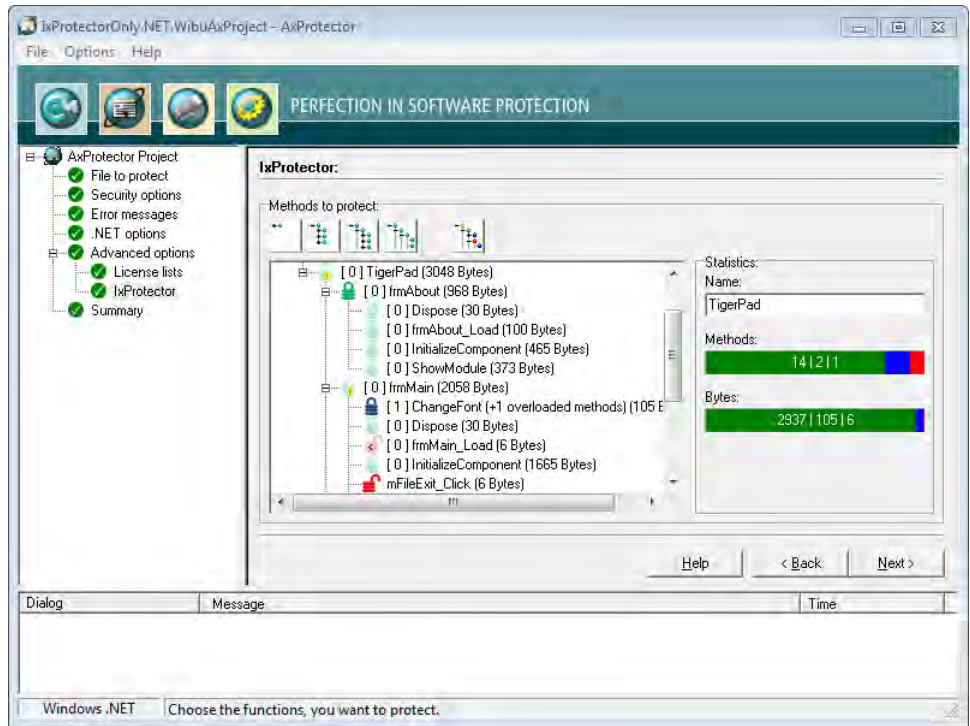 IxProtectorOnly.NET.WibuAxProject - AxProtector
File Options Help
PERFECTION IN SOFTWARE PROTECTION
AxProtector Project
File to protect
Security options
Error messages
.NET options
Advanced options
License lists
IxProtector
Summary
IxProtector:
Methods to protect:
[ 0 ] TigerPad (3048 Bytes)
[ 0 ] frmAbout (968 Bytes)
[ 0 ] Dispose (30 Bytes)
[ 0 ] frmAbout_Load (100 Bytes)
[ 0 ] InitializeComponent (465 Bytes)
[ 0 ] ShowModule (373 Bytes)
[ 0 ] frmMain (2058 Bytes)
[ 1 ] ChangeFont (+1 overloaded methods) (105 E
[ 0 ] Dispose (30 Bytes)
[ 0 ] frmMain_Load (6 Bytes)
[ 0 ] InitializeComponent (1665 Bytes)
mFileExit_Click (6 Bytes)
Statistics:
Name:
TigerPad
Methods:
14 | 2 | 1
Bytes:
2937 | 105 | 6
Help < Back Next >
Dialog Message Time
Windows .NET Choose the functions, you want to protect.